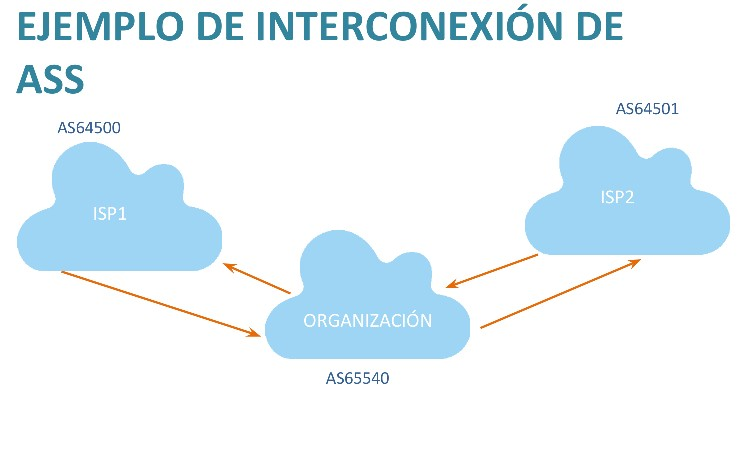 EJEMPLO DE INTERCONEXIÓN DE
ASS
AS64501
AS64500
ISP2
ISP1
ORGANIZACIÓN
AS65540